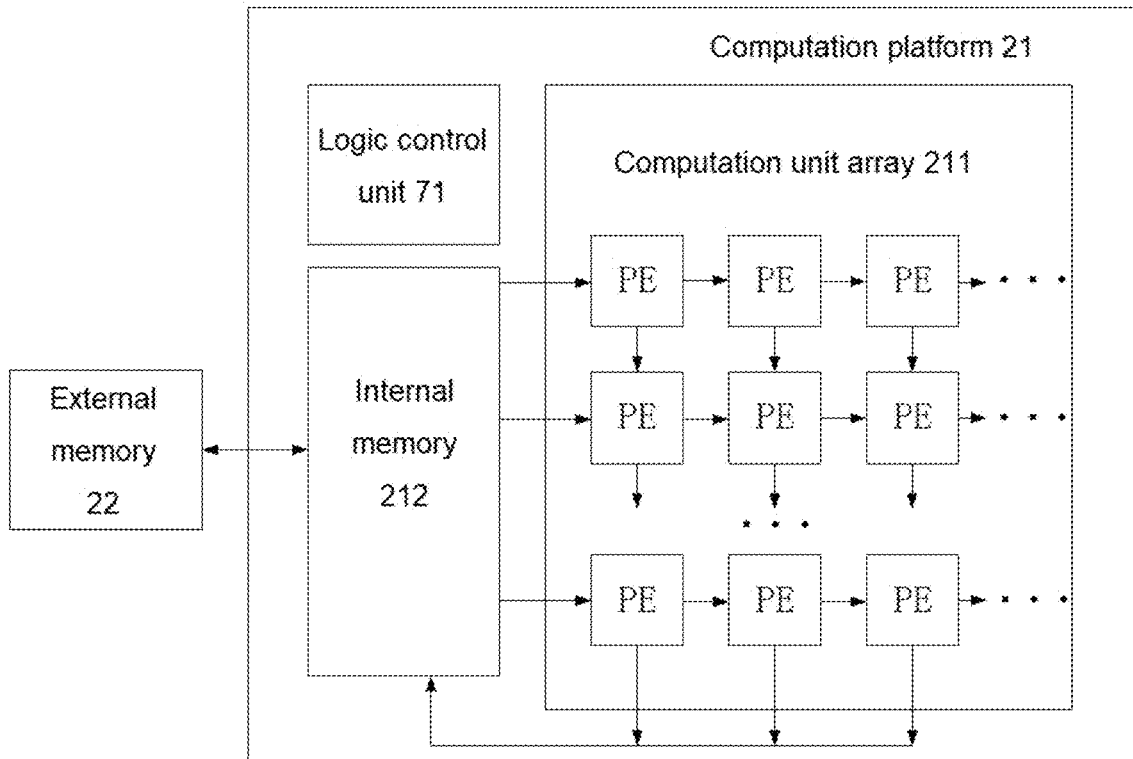 Computation platform 21
Logic control
unit 71
Computation unit array 211
PE PE PE
External
memory
22
Internal
memory
212
PE PE PE
PE PE PE